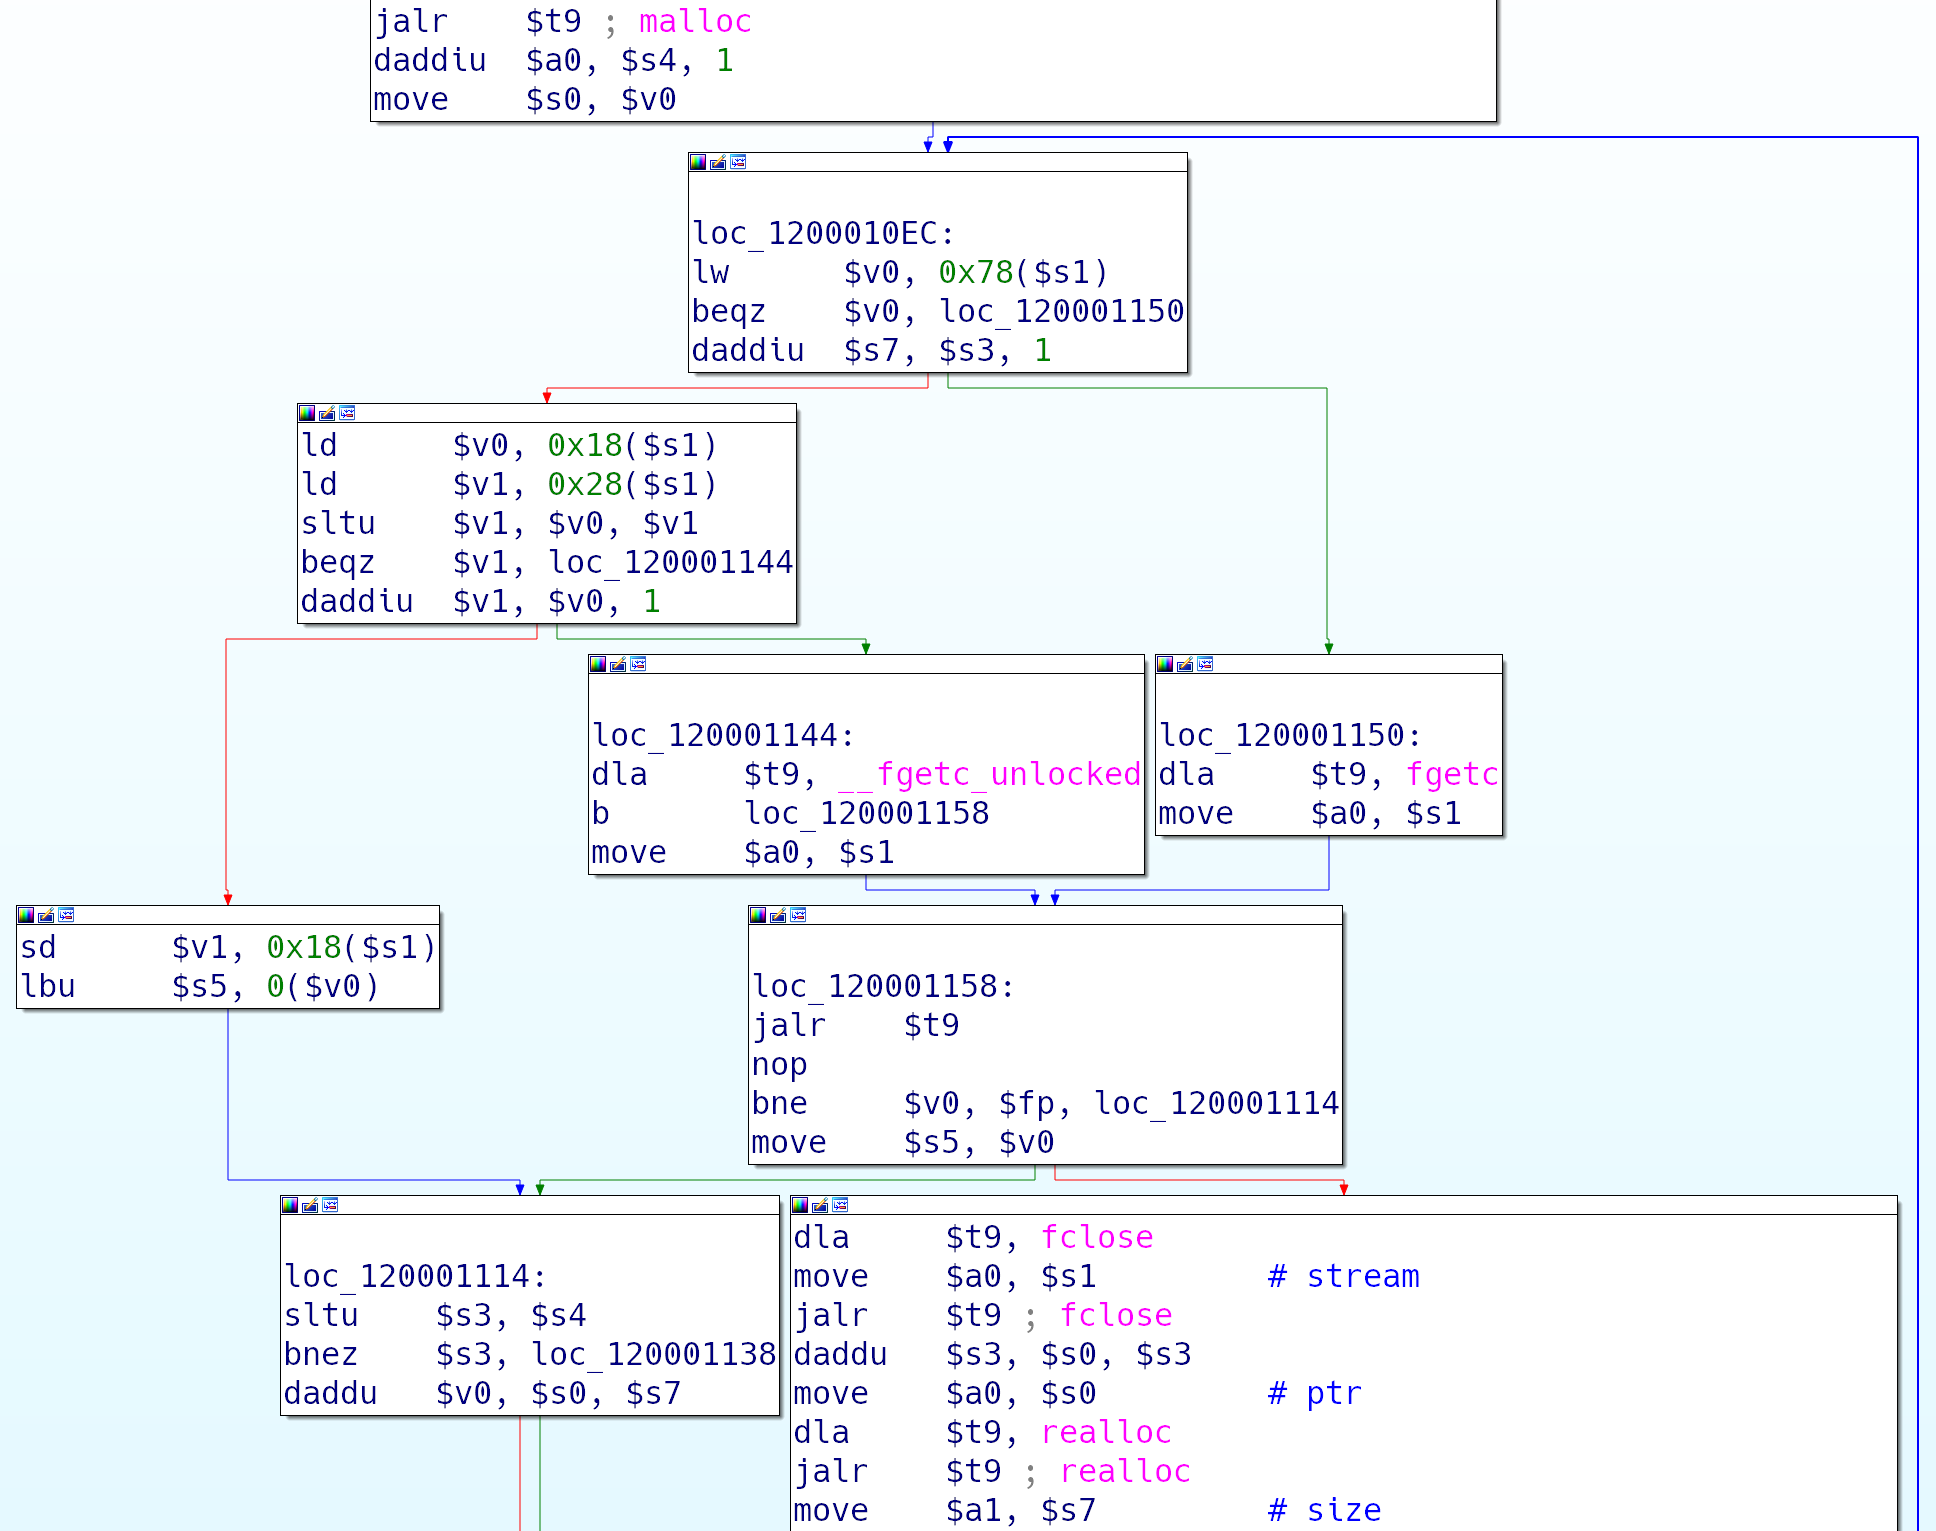 jalr    $t9 ; malloc
daddiu  $a0, $s4, 1
move    $s0, $v0
loc_1200010EC:
lw      $v0, 0x78($s1)
beqz    $v0, loc_120001150
daddiu  $s7, $s3, 1
ld      $v0, 0x18($s1)
ld      $v1, 0x28($s1)
sltu    $v1, $v0, $v1
beqz    $v1, loc_120001144
daddiu  $v1, $v0, 1
loc_120001144:
dla     $t9, __fgetc_unlocked
b       loc_120001158
move    $a0, $s1
loc_120001150:
dla     $t9, fgetc
move    $a0, $s1
sd      $v1, 0x18($s1)
lbu     $s5, 0($v0)
loc_120001158:
jalr    $t9
nop
bne     $v0, $fp, loc_120001114
move    $s5, $v0
loc_120001114:
sltu    $s3, $s4
bnez    $s3, loc_120001138
daddu   $v0, $s0, $s7
dla     $t9, fclose
move    $a0, $s1         # stream
jalr    $t9 ; fclose
daddu   $s3, $s0, $s3
move    $a0, $s0         # ptr
dla     $t9, realloc
jalr    $t9 ; realloc
move    $a1, $s7         # size